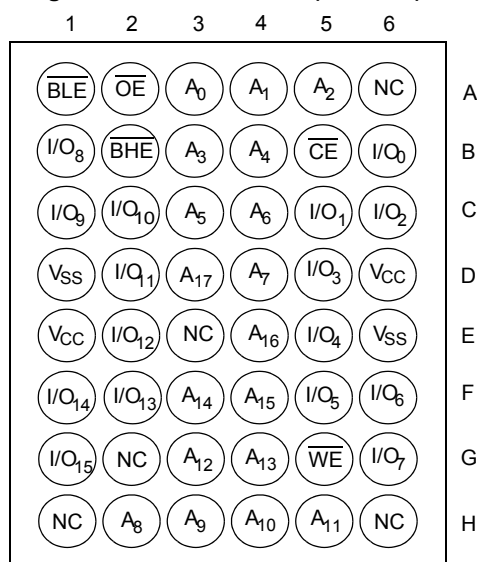 1 2 3 4 5 6
BLE OE A0 A1 A2 NC A
I/O8 BHE A3 A4 CE I/O0 B
I/O9 I/O10 A5 A6 I/O1 I/O2 C
VSS I/O11 A17 A7 I/O3 VCC D
VCC I/O12 NC A16 I/O4 VSS E
I/O14 I/O13 A14 A15 I/O5 I/O6 F
I/O15 NC A12 A13 WE I/O7 G
NC A8 A9 A10 A11 NC H